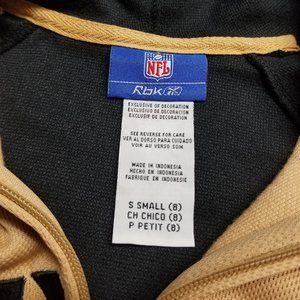 NFL
Rbk
EXCLUSIVE OF DECORATION
EXCLUSIVO DE DECORACION
EXCLUSIF DE DECORATION
SEE REVERSE FOR CARE
VER AL DORSO PARA CUIDADO
VOIR AU VERSO POUR SOIN
MADE IN INDONESIA
HECHO EN INDONESIA
FABRIQUE EN INDONESIE
S SMALL (8)
CH CHICO (8)
P PETIT (8)